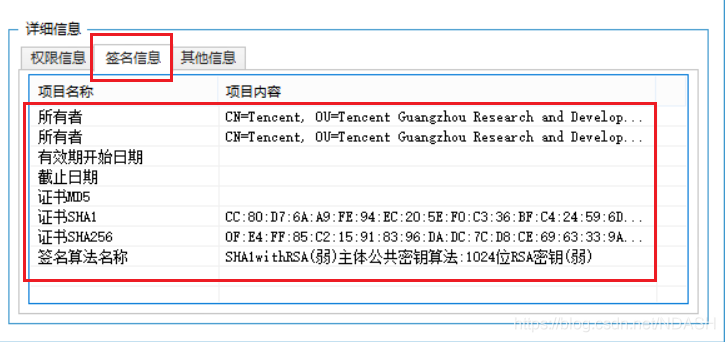 详细信息
权限信息 签名信息 其他信息
项目名称 项目内容
所有者 CN=Tencent, OU=Tencent Guangzhou Research and Develop...
所有者 CN=Tencent, OU=Tencent Guangzhou Research and Develop...
有效期开始日期
截止日期
证书MD5
证书SHA1 CC:80:D7:6A:A9:FE:94:EC:20:5E:F0:C3:36:BF:C4:24:59:6D...
证书SHA256 0F:E4:FF:85:C2:15:91:83:96:DA:DC:7C:D8:CE:69:63:33:9A...
签名算法名称 SHA1withRSA(弱)主体公共密钥算法:1024位RSA密钥(弱)
https://blog.csdn.net/NDASH